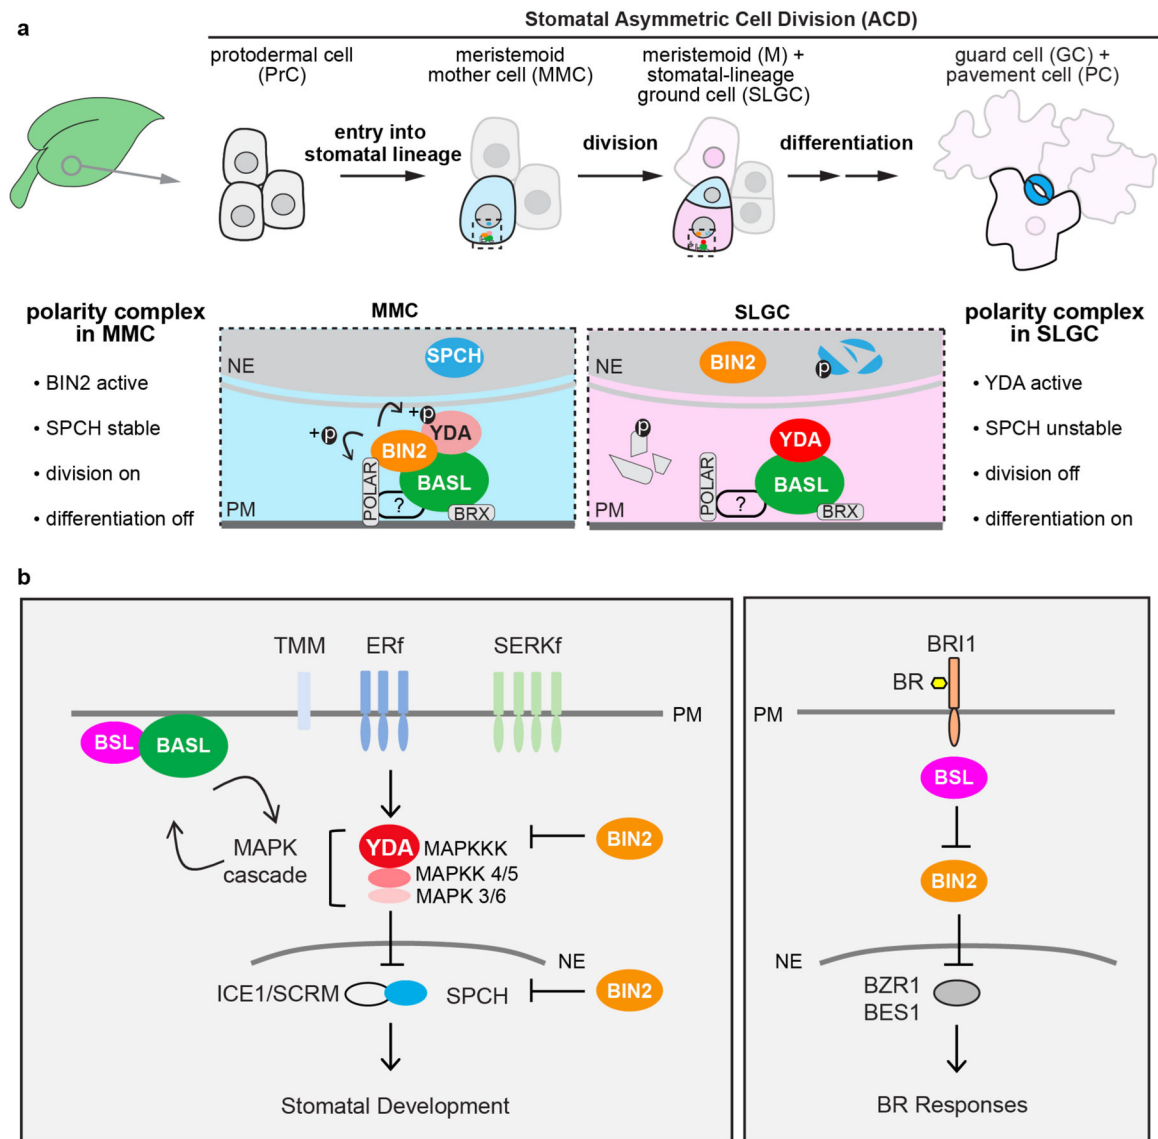 a
Stomatal Asymmetric Cell Division (ACD)
protodermal cell
(PrC)
meristemoid
mother cell (MMC)
meristemoid (M) +
stomatal-lineage
ground cell (SLGC)
guard cell (GC) +
pavement cell (PC)
entry into
stomatal lineage
division
differentiation
polarity complex
in MMC
• BIN2 active
• SPCH stable
• division on
• differentiation off
MMC
NE
SPCH
+p
+p
YDA
BIN2
BASL
POLAR
?
BRX
PM
SLGC
BIN2
p
p
YDA
BASL
POLAR
?
BRX
polarity complex
in SLGC
• YDA active
• SPCH unstable
• division off
• differentiation on
b
TMM
ERf
SERKf
PM
BSL
BASL
MAPK
cascade
YDA
MAPKKK
MAPKK 4/5
MAPK 3/6
BIN2
NE
ICE1/SCRM
SPCH
BIN2
Stomatal Development
BRI1
BR
PM
BSL
BIN2
NE
BZR1
BES1
BR Responses